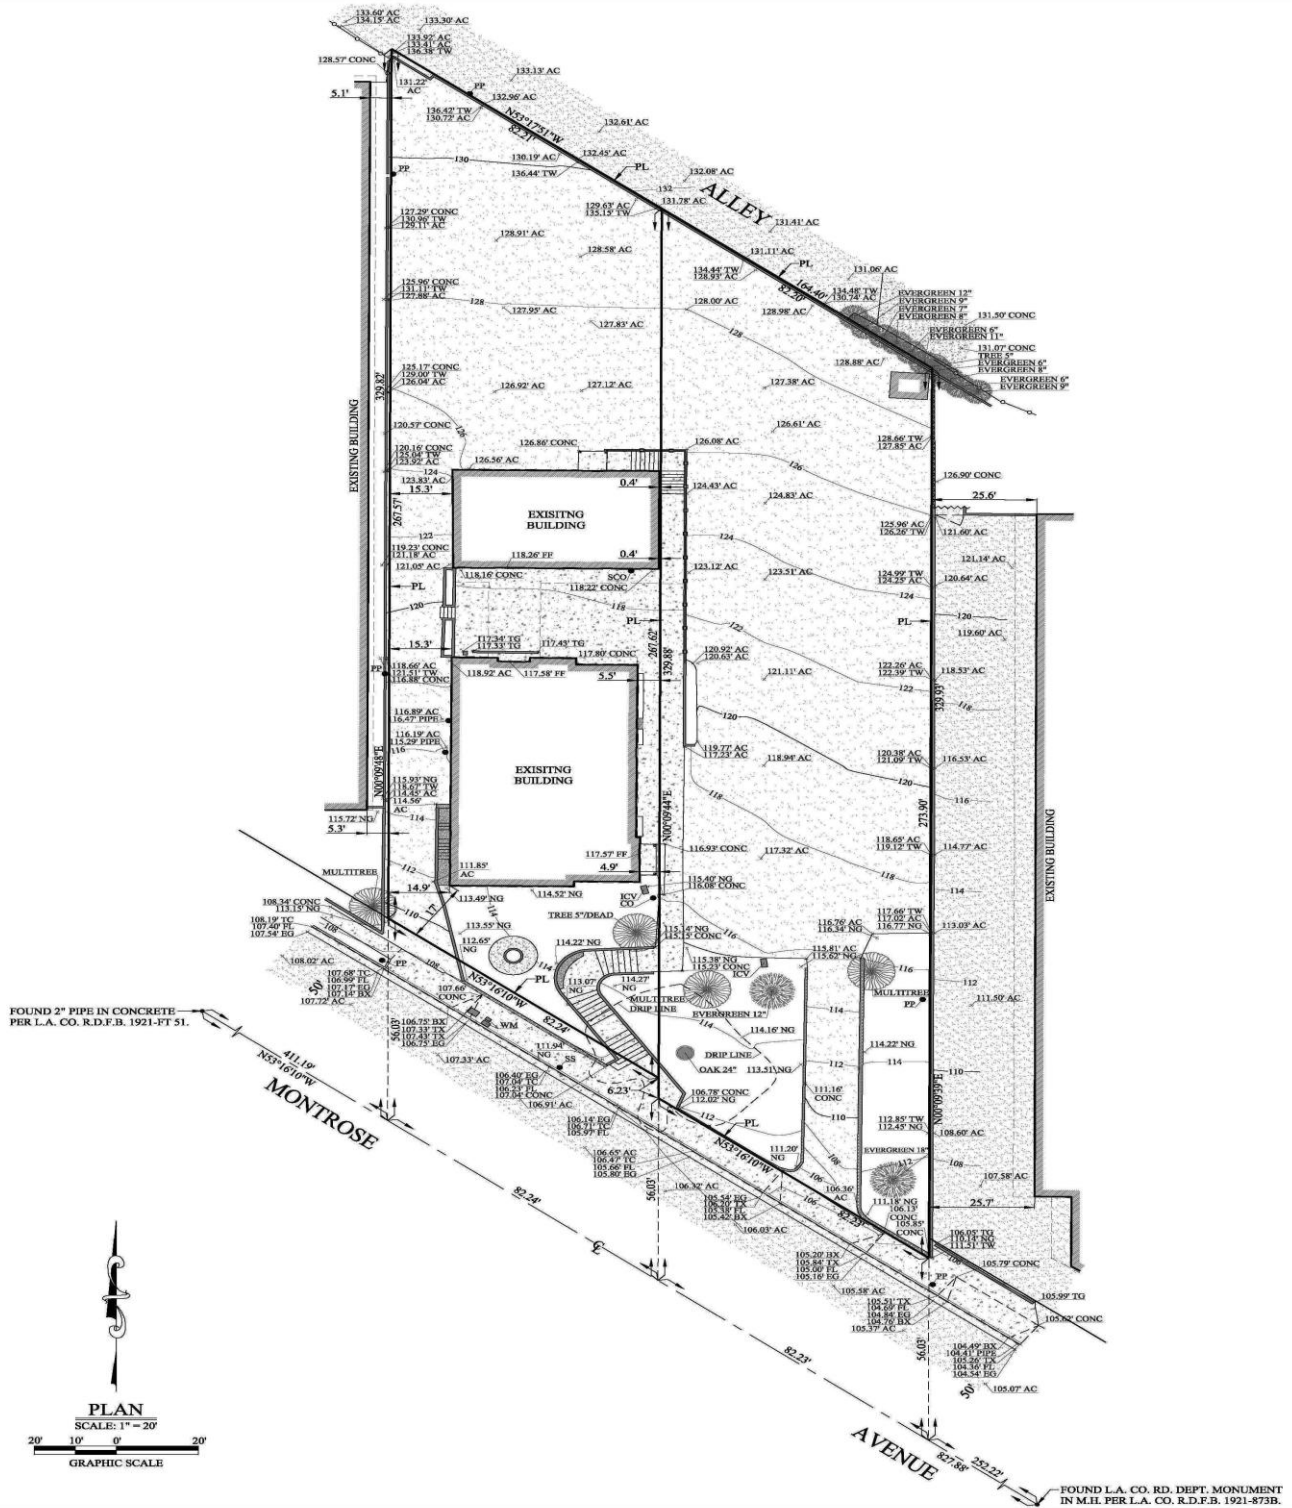 133.60' AC
134.15' AC
133.30' AC
133.92' AC
133.41' AC
136.38' TW
128.57' CONC
131.22'
AC
133.13' AC
PP
5.1'
132.96' AC
136.42' TW
130.72' AC
N53°17'51"W
82.21'
132.61' AC
132.45' AC
130.19' AC
130
136.44' TW
PL
PP
132.08' AC
132
ALLEY
131.78' AC
129.63' AC
135.15' TW
127.29' CONC
130.96' TW
129.11' AC
131.41' AC
128.91' AC
128.58' AC
131.11' AC
PL
134.44' TW
128.93' AC
131.06' AC
164.40'
82.20'
125.96' CONC
131.11' TW
127.88' AC
134.48' TW
130.74' AC
EVERGREEN 12"
EVERGREEN 9"
EVERGREEN 7"
EVERGREEN 8"
128
127.95' AC
128.00' AC
128.98' AC
131.50' CONC
127.83' AC
128
EVERGREEN 6"
EVERGREEN 11"
131.07' CONC
TREE 5"
EVERGREEN 6"
EVERGREEN 8"
128.88' AC
EVERGREEN 6"
EVERGREEN 9"
125.17' CONC
129.00' TW
126.04' AC
329.82'
126.92' AC
127.12' AC
127.38' AC
EXISTING BUILDING
120.57' CONC
126
126.61' AC
126.86' CONC
126.08' AC
128.66' TW
127.85' AC
120.16' CONC
125.04' TW
123.92' AC
126.56' AC
126
124
123.83' AC
126.90' CONC
15.3'
0.4'
124.43' AC
124.83' AC
25.6'
267.57'
EXISITNG
BUILDING
125.96' AC
126.26' TW
121.60' AC
122
119.23' CONC
121.18' AC
121.05' AC
118.26' FF
0.4'
124
118.16' CONC
SCO
118.22' CONC
123.12' AC
123.51' AC
121.14' AC
124.99' TW
124.25' AC
120.64' AC
PL
124
120
118
PL
122
PL
120
119.60' AC
15.3'
117.34' TG
117.33' TG
117.45' TG
117.80' CONC
267.62'
329.88'
120.92' AC
120.63' AC
PP
118.66' AC
121.51' TW
116.88' CONC
118.92' AC
117.58' FF
5.5'
121.11' AC
122.26' AC
122.39' TW
118.53' AC
122
329.93'
118
116.89' AC
116.47' PIPE
120
116.19' AC
115.29' PIPE
116
119.77' AC
117.23' AC
118.94' AC
120.38' AC
121.09' TW
116.53' AC
EXISITNG
BUILDING
N00°09'48"E
115.93' NG
118.67' TW
114.45' AC
114.56'
AC
120
118
116
115.72' NG
114
5.3'
N00°09'44"E
273.90'
118
118.65' AC
119.12' TW
114.77' AC
116.93' CONC
117.32' AC
117.57' FF
EXISTING BUILDING
111.85'
AC
112
4.9'
MULTITREE
14.9'
113.49' NG
114.52' NG
115.40' NG
116.08' CONC
ICV
CO
114
108.34' CONC
113.15' NG
110
17'
114
TREE 5"/DEAD
117.66' TW
117.02' AC
116.77' NG
116.76' AC
116.34' NG
113.03' AC
108.19' TC
107.40' FL
107.54' EG
108
113.55' NG
112.65'
NG
114.22' NG
115.14' NG
115.15' CONC
116
115.81' AC
115.62' NG
108.02' AC
PP
108
114
115.38' NG
115.23' CONC
ICV
116
107.68' TC
106.99' FL
107.17' EG
107.14' BX
107.72' AC
50'
107.66'
CONC
N53°16'10"W
PL
113.07'
NG
114.27'
NG
MULTITREE
DRIP LINE
EVERGREEN 12"
MULTITREE
PP
112
111.50' AC
FOUND 2" PIPE IN CONCRETE
PER L.A. CO. R.D.F.B. 1921-FT 51.
106.75' BX
107.33' TX
107.43' TX
106.75' EG
WM
82.24'
114
114
114.16' NG
56.03'
111.94'
NG
107.33' AC
SS
DRIP LINE
OAK 24"
113.51' NG
114.22' NG
112
114
110
411.19'
N53°16'10"W
106.40' EG
107.04' TC
106.23' FL
107.04' CONC
106.91' AC
6.23'
106.78' CONC
112.02' NG
111.16'
CONC
110
N00°09'39"E
MONTROSE
106.14' EG
106.71' TC
105.97' FL
112
PL
112.85' TW
112.45' NG
108.60' AC
106.65' AC
106.47' TC
105.66' FL
105.80' EG
N53°16'10"W
111.20'
NG
108
EVERGREEN 18"
112
108
107.58' AC
56.03'
106.32' AC
106
106.36'
AC
82.24'
105.54' EG
106.20' TX
105.38' FL
105.42' BX
106
111.18' NG
106.13'
CONC
25.7'
106.03' AC
82.23'
105.85'
CONC
106.05' TG
110.14' NG
111.51' TW
105.20' BX
105.84' TX
105.00' FL
105.16' EG
106
105.79' CONC
105.58' AC
PP
105.99' TG
105.51' TX
104.69' FL
104.84' EG
104.76' BX
105.37' AC
105.62' CONC
82.23'
56.03'
104.49' BX
104.41' PIPE
105.26' TX
104.36' FL
104.54' EG
50'
105.07' AC
PLAN
SCALE: 1" = 20'
20' 10' 0' 20'
GRAPHIC SCALE
AVENUE
827.88'
252.22'
FOUND L.A. CO. RD. DEPT. MONUMENT
IN M.H. PER L.A. CO. R.D.F.B. 1921-873B.